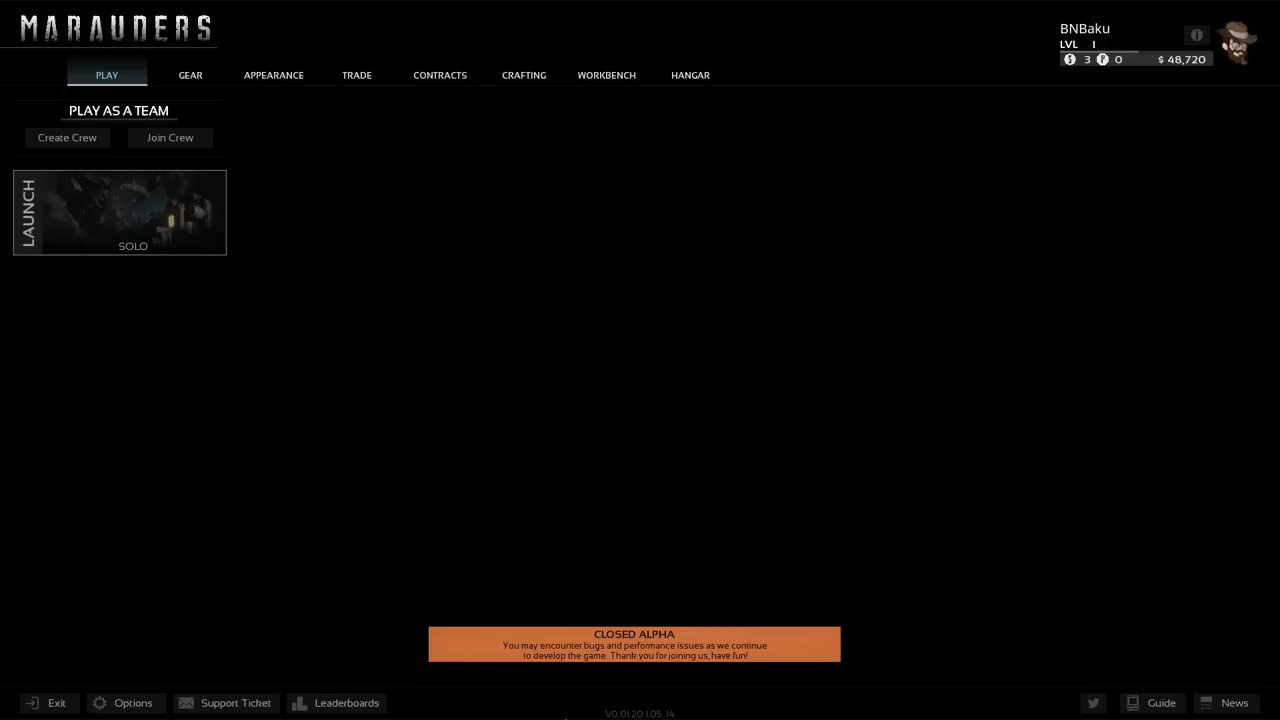 MARAUDERS
BNBaku
LVL 1
S 3 P 0 $ 48,720
PLAY GEAR APPEARANCE TRADE CONTRACTS CRAFTING WORKBENCH HANGAR
PLAY AS A TEAM
Create Crew Join Crew
LAUNCH
SOLO
CLOSED ALPHA
You may encounter bugs and performance issues as we continue
to develop the game. Thank you for joining us, have fun!
Exit Options Support Ticket Leaderboards Guide News